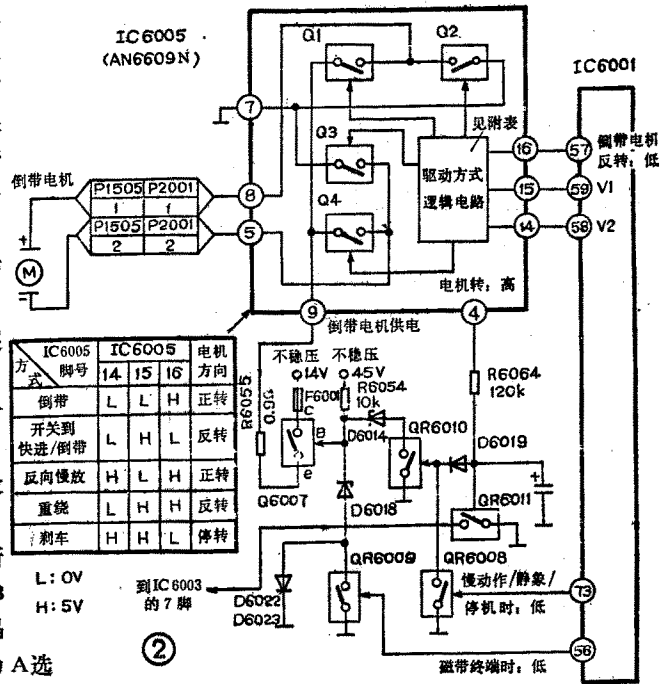 IC6005
(AN6609N)
Q1
Q2
IC6001
7
见附表
Q3
16
57
倒带电机
反转：低
倒带电机
P1505 P2001
1 1
P1505 P2001
2 2
8
驱动方式
逻辑电路
15
59
V1
Q4
5
14
58
V2
+
M
电机转：高
9
倒带电机供电
4
IC6005
脚号
方式
IC6005
电机
方向
14 15 16
倒带 L L H 正转
开关到
快进/倒带
L H L 反转
反向慢放 H L H 正转
重绕 H H H 反转
刹车 H H L 停转
R6055
不稳压
14V
不稳压
45V
F6001
R6054
10k
R6064
120k
C
B
e
D6014
QR6010
D6019
+
Q6007
D6018
QR6011
L：0V
H：5V
到IC6003
的7脚
QR6009
QR6008
慢动作/静象/
停机时：低
73
D6022
D6023
56
磁带终端时：低
②
A选